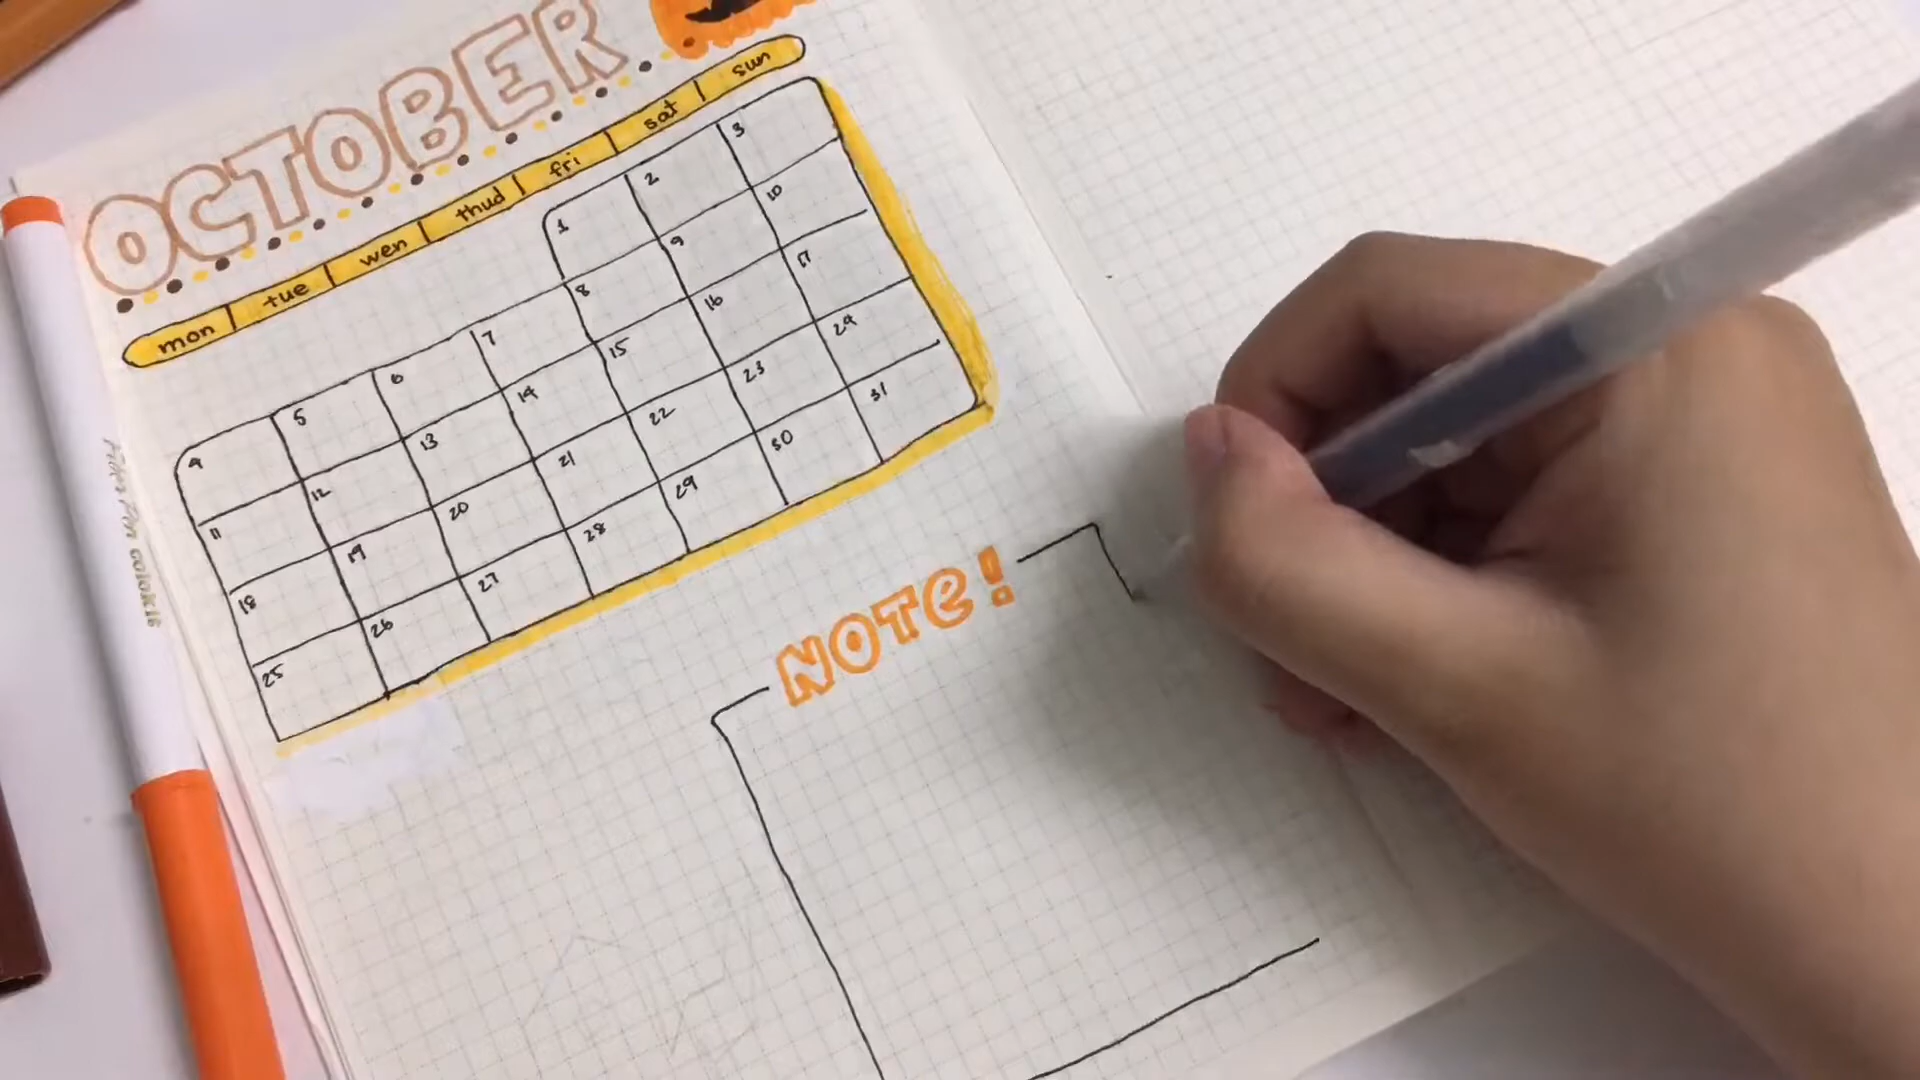 OCTOBER
mon tue wen thud fri sat sun
1 2 3
4 5 6 7 8 9 10
11 12 13 14 15 16 17
18 19 20 21 22 23 24
25 26 27 28 29 30 31
NOTE!